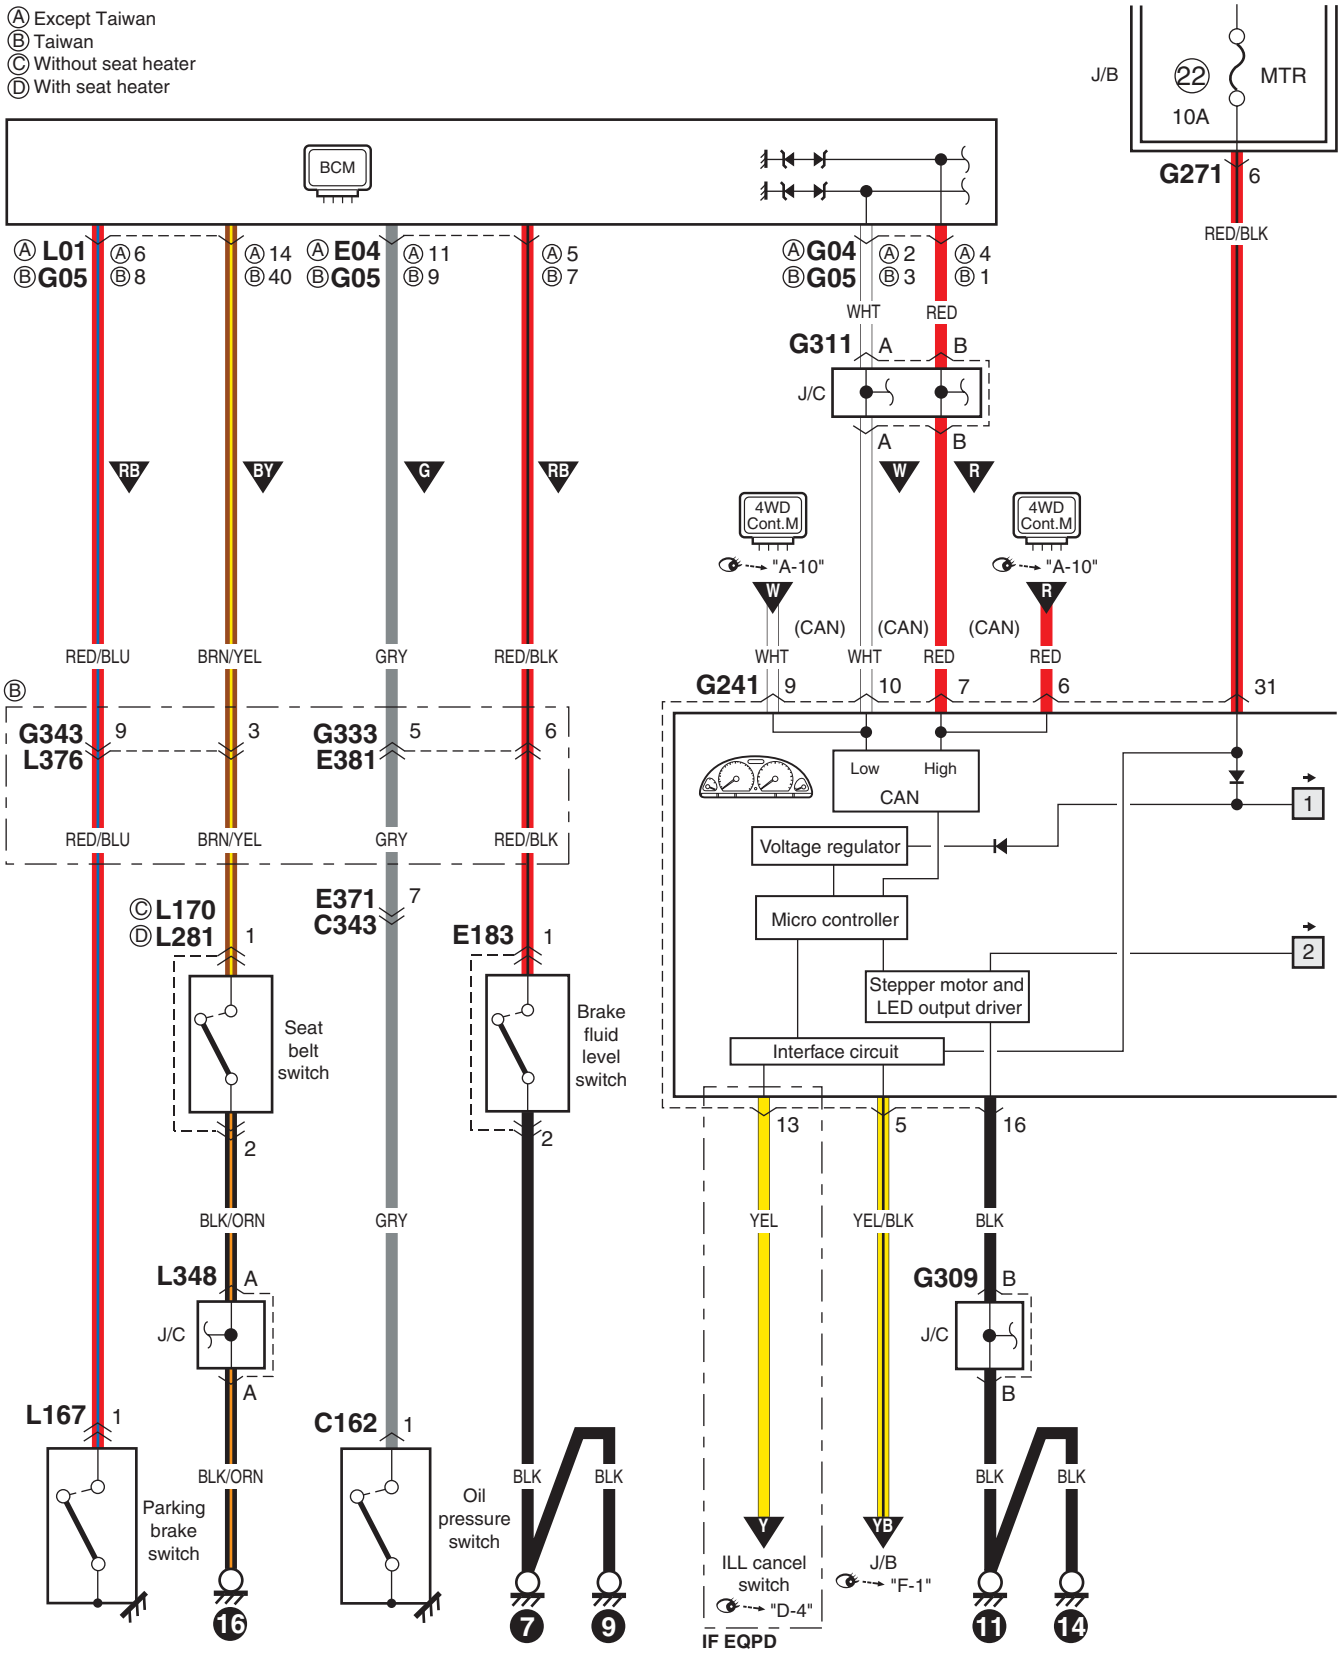 Ⓐ Except Taiwan
Ⓑ Taiwan
Ⓒ Without seat heater
Ⓓ With seat heater
J/B
22
MTR
10A
BCM
G271 6
RED/BLK
Ⓐ L01 Ⓐ 6 Ⓐ 14 Ⓐ E04 Ⓐ 11 Ⓐ 5 Ⓐ G04 Ⓐ 2 Ⓐ 4
Ⓑ G05 Ⓑ 8 Ⓑ 40 Ⓑ G05 Ⓑ 9 Ⓑ 7 Ⓑ G05 Ⓑ 3 Ⓑ 1
WHT RED
G311 A B
J/C
A B
RB BY G RB W R
4WD Cont.M
4WD Cont.M
"A-10" "A-10"
W R
(CAN) (CAN) (CAN)
RED/BLU BRN/YEL GRY RED/BLK WHT WHT RED RED
Ⓑ
G241 9 10 7 6 31
G343 9 3 G333 5 6
L376 E381
Low High
CAN
1
RED/BLU BRN/YEL GRY RED/BLK
Voltage regulator
Ⓒ L170
Ⓓ L281 1
E371 7
C343
E183 1
Micro controller
2
Stepper motor and
LED output driver
Seat
belt
switch
Brake
fluid
level
switch
Interface circuit
2 2
13 5 16
BLK/ORN GRY YEL YEL/BLK BLK
L348 A
J/C
A
G309 B
J/C
B
L167 1
C162 1
BLK/ORN BLK BLK BLK BLK
Parking
brake
switch
Oil
pressure
switch
Y YB
ILL cancel
switch
"D-4"
J/B
"F-1"
16 7 9 11 14
IF EQPD